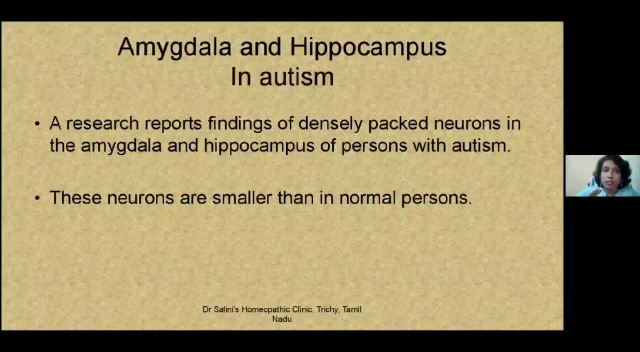 Amygdala and Hippocampus
In autism
• A research reports findings of densely packed neurons in
the amygdala and hippocampus of persons with autism.
• These neurons are smaller than in normal persons.
Dr Salini's Homeopathic Clinic, Trichy, Tamil
Nadu